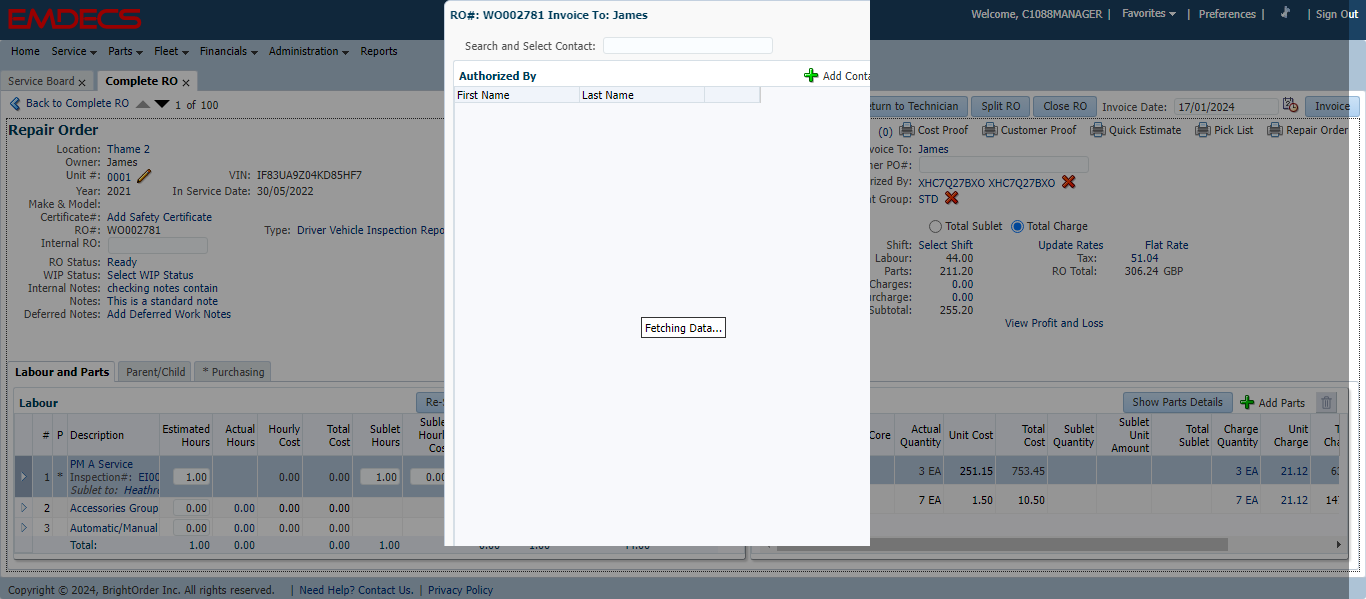 EMDECS
RO#: WO002781 Invoice To: James
Welcome, C1088MANAGER | Favorites | Preferences | | Sign Out
Search and Select Contact:
Home Service Parts Fleet Financials Administration Reports
Service Board x Complete RO x
Authorized By Add Conta
First Name Last Name
Back to Complete RO 1 of 100
eturn to Technician Split RO Close RO Invoice Date: 17/01/2024 Invoice
Repair Order
(0) Cost Proof Customer Proof Quick Estimate Pick List Repair Order
Location: Thame 2
Owner: James
Unit #: 0001 VIN: IF83UA9Z04KD85HF7
Year: 2021 In Service Date: 30/05/2022
Make & Model:
Certificate#: Add Safety Certificate
RO#: WO002781 Type: Driver Vehicle Inspection Repo
Internal RO:
RO Status: Ready
WIP Status: Select WIP Status
Internal Notes: checking notes contain
Notes: This is a standard note
Deferred Notes: Add Deferred Work Notes
voice To: James
er PO#:
rized By: XHC7Q27BXO XHC7Q27BXO
t Group: STD
Total Sublet Total Charge
Shift: Select Shift Update Rates Flat Rate
Labour: 44.00 Tax: 51.04
Parts: 211.20 RO Total: 306.24 GBP
Charges: 0.00
rcharge: 0.00
Subtotal: 255.20
View Profit and Loss
Fetching Data...
Labour and Parts Parent/Child * Purchasing
Labour Re-S
# P Description Estimated Hours Actual Hours Hourly Cost Total Cost Sublet Hours Suble Hourl Cos
1 * PM A Service 1.00 0.00 0.00 1.00 0.00
Inspection#: EI00
Sublet to: Heathr
2 Accessories Group 0.00 0.00 0.00 0.00
3 Automatic/Manual 0.00 0.00 0.00 0.00
Total: 1.00 0.00 0.00 1.00
Show Parts Details Add Parts
Core Actual Quantity Unit Cost Total Cost Sublet Quantity Sublet Unit Amount Total Sublet Charge Quantity Unit Charge T Cha
3 EA 251.15 753.45 3 EA 21.12 63
7 EA 1.50 10.50 7 EA 21.12 147
Copyright © 2024, BrightOrder Inc. All rights reserved. | Need Help? Contact Us. | Privacy Policy